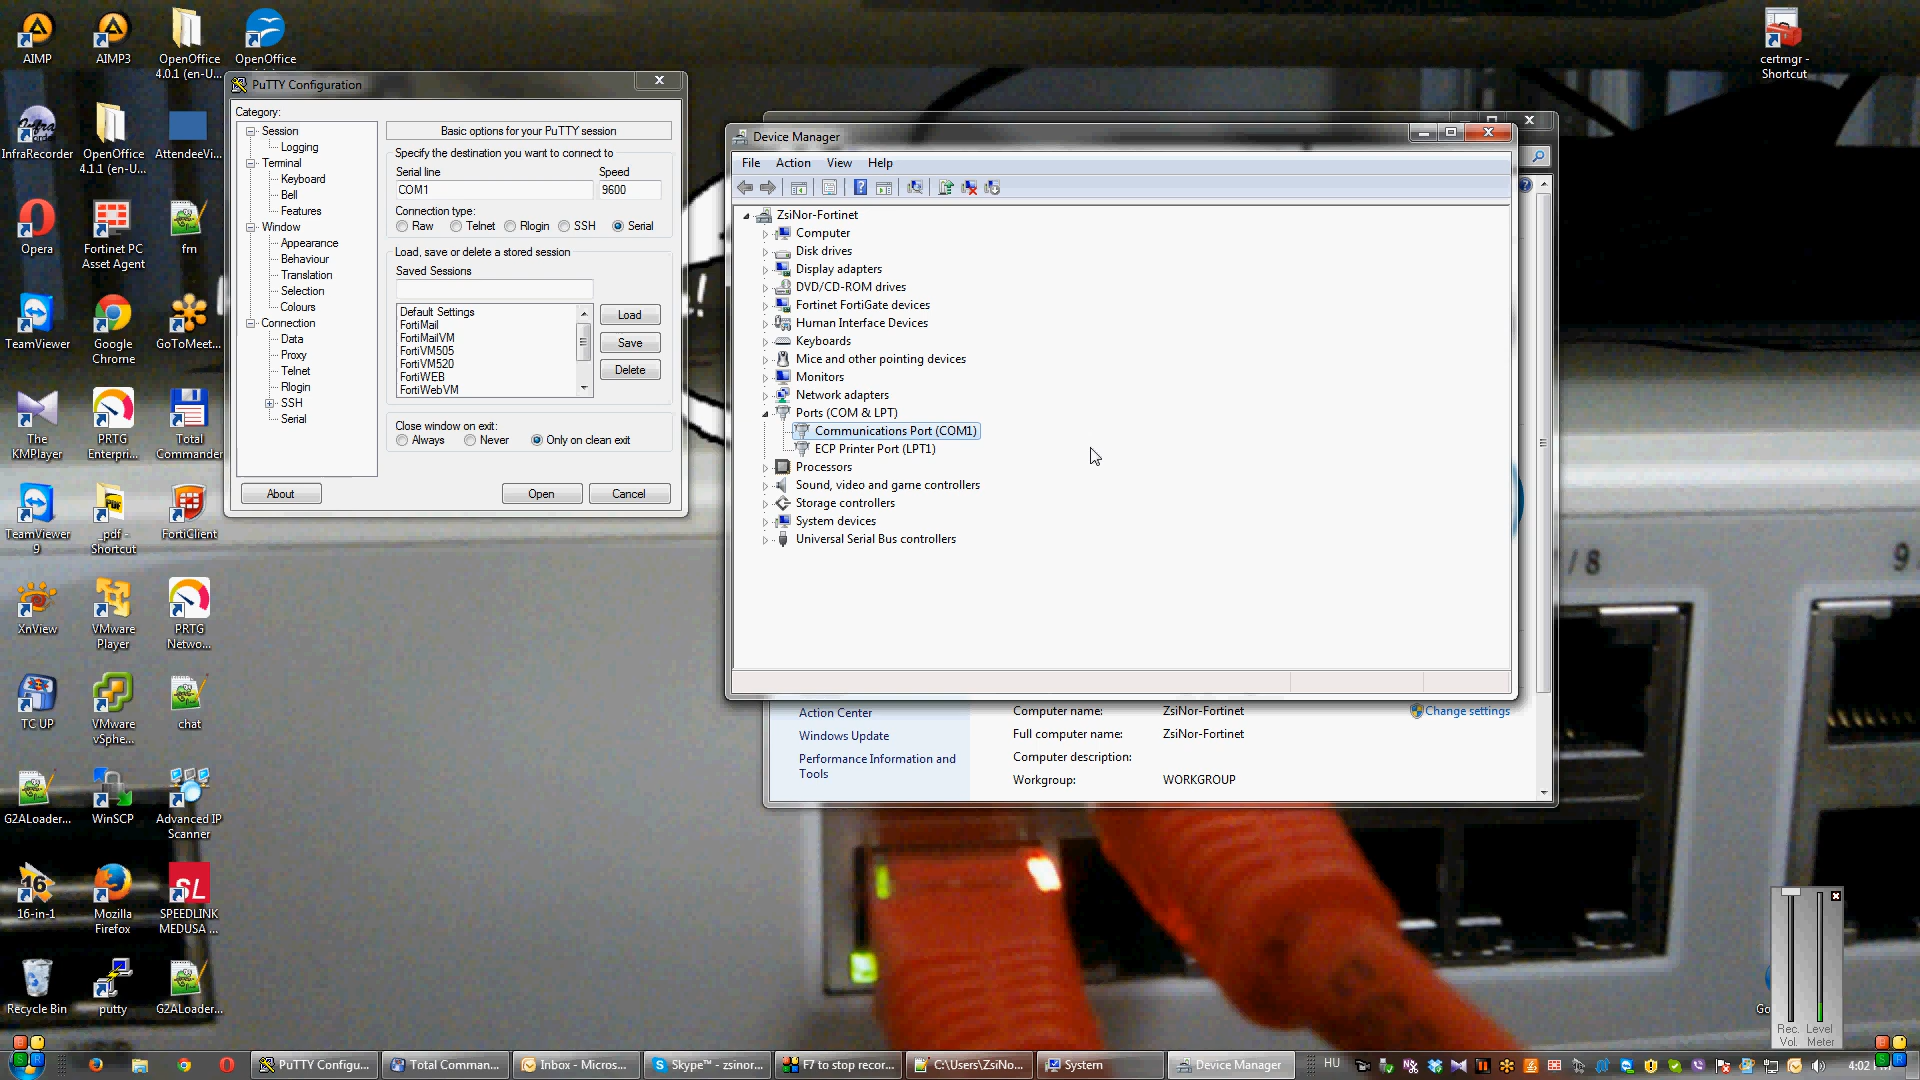 AIMP
AIMP3
OpenOffice
4.0.1 (en-U...
OpenOffice
certmgr -
Shortcut
InfraRecorder
OpenOffice
4.1.1 (en-U...
AttendeeVi...
Opera
Fortinet PC
Asset Agent
TeamViewer
Google
Chrome
GoToMeet...
The
KMPlayer
PRTG
Enterpri...
Total
Commander
TeamViewer
9
_pdf -
Shortcut
FortiClient
XnView
VMware
Player
PRTG
Netwo...
TC UP
VMware
vSphe...
chat
G2ALoader...
WinSCP
Advanced IP
Scanner
16-in-1
Mozilla
Firefox
SPEEDLINK
MEDUSA ...
Recycle Bin
putty
G2ALoader...
PuTTY Configuration
Category:
Session
Logging
Terminal
Keyboard
Bell
Features
Window
Appearance
Behaviour
Translation
Selection
Colours
Connection
Data
Proxy
Telnet
Rlogin
SSH
Serial
Basic options for your PuTTY session
Specify the destination you want to connect to
Serial line Speed
COM1 9600
Connection type:
Raw Telnet Rlogin SSH Serial
Load, save or delete a stored session
Saved Sessions
Default Settings
FortiMail
FortiMailVM
FortiVM505
FortiVM520
FortiWEB
FortiWebVM
Load
Save
Delete
Close window on exit:
Always Never Only on clean exit
About Open Cancel
Device Manager
File Action View Help
ZsiNor-Fortinet
Computer
Disk drives
Display adapters
DVD/CD-ROM drives
Fortinet FortiGate devices
Human Interface Devices
Keyboards
Mice and other pointing devices
Monitors
Network adapters
Ports (COM & LPT)
Communications Port (COM1)
ECP Printer Port (LPT1)
Processors
Sound, video and game controllers
Storage controllers
System devices
Universal Serial Bus controllers
Action Center
Windows Update
Performance Information and
Tools
Computer name: ZsiNor-Fortinet
Change settings
Full computer name: ZsiNor-Fortinet
Computer description:
Workgroup: WORKGROUP
/ 8
9
Go
Rec. Level
Vol. Meter
PuTTY Configu...
Total Comman...
Inbox - Micros...
Skype™ - zsinor...
F7 to stop recor...
C:\Users\ZsiNo...
System
Device Manager
HU
4:02